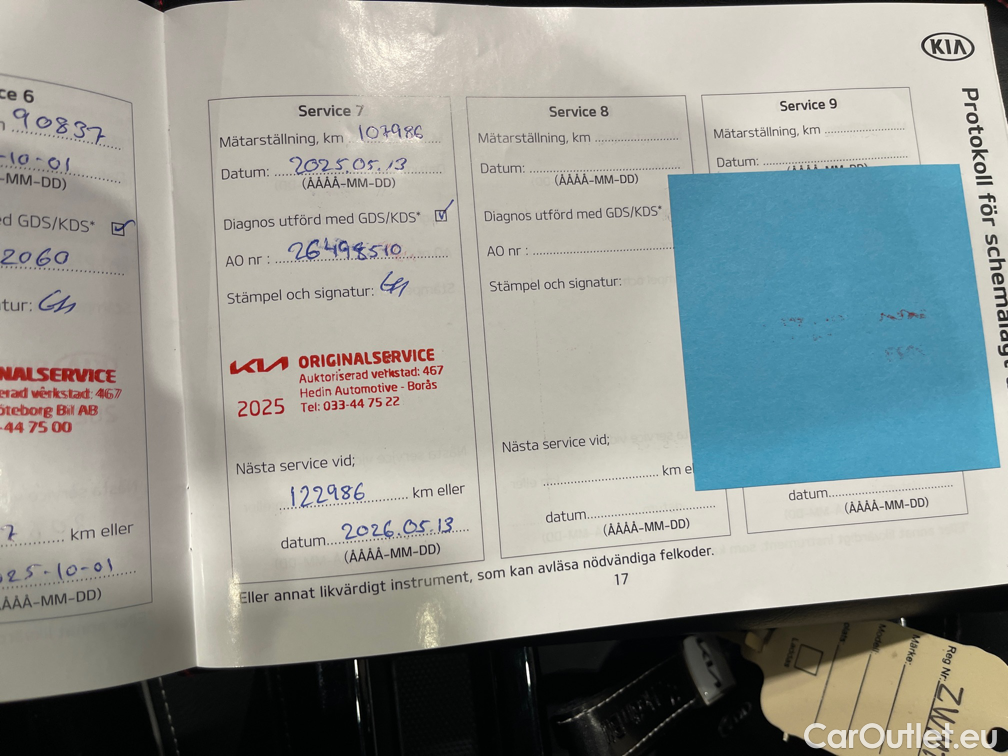 ce 6
90837
-10-01
-MM-DD)
ed GDS/KDS*
2060
tur:
NALSERVICE
erad verkstad: 467
öteborg Bil AB
-44 75 00
7 km eller
25-10-01
ÅÅÅ-MM-DD)
Service 7
Mätarställning, km 107986
Datum: 2025.05.13
(ÅÅÅÅ-MM-DD)
Diagnos utförd med GDS/KDS*
AO nr : 26498510
Stämpel och signatur:
KIA ORIGINALSERVICE
Auktoriserad verkstad: 467
Hedin Automotive - Borås
2025 Tel: 033-44 75 22
Nästa service vid;
122986 km eller
datum 2026.05.13
(ÅÅÅÅ-MM-DD)
Service 8
Mätarställning, km
Datum:
(ÅÅÅÅ-MM-DD)
Diagnos utförd med GDS/KDS*
AO nr :
Stämpel och signatur:
Nästa service vid;
km e
datum
(ÅÅÅÅ-MM-DD)
Service 9
Mätarställning, km
Datum:
datum
(ÅÅÅÅ-MM-DD)
Eller annat likvärdigt instrument, som kan avläsa nödvändiga felkoder.
17
KIA
Protokoll för schemalagt
Reg Nr:
Märke:
Modell:
Laddare
CarOutlet.eu